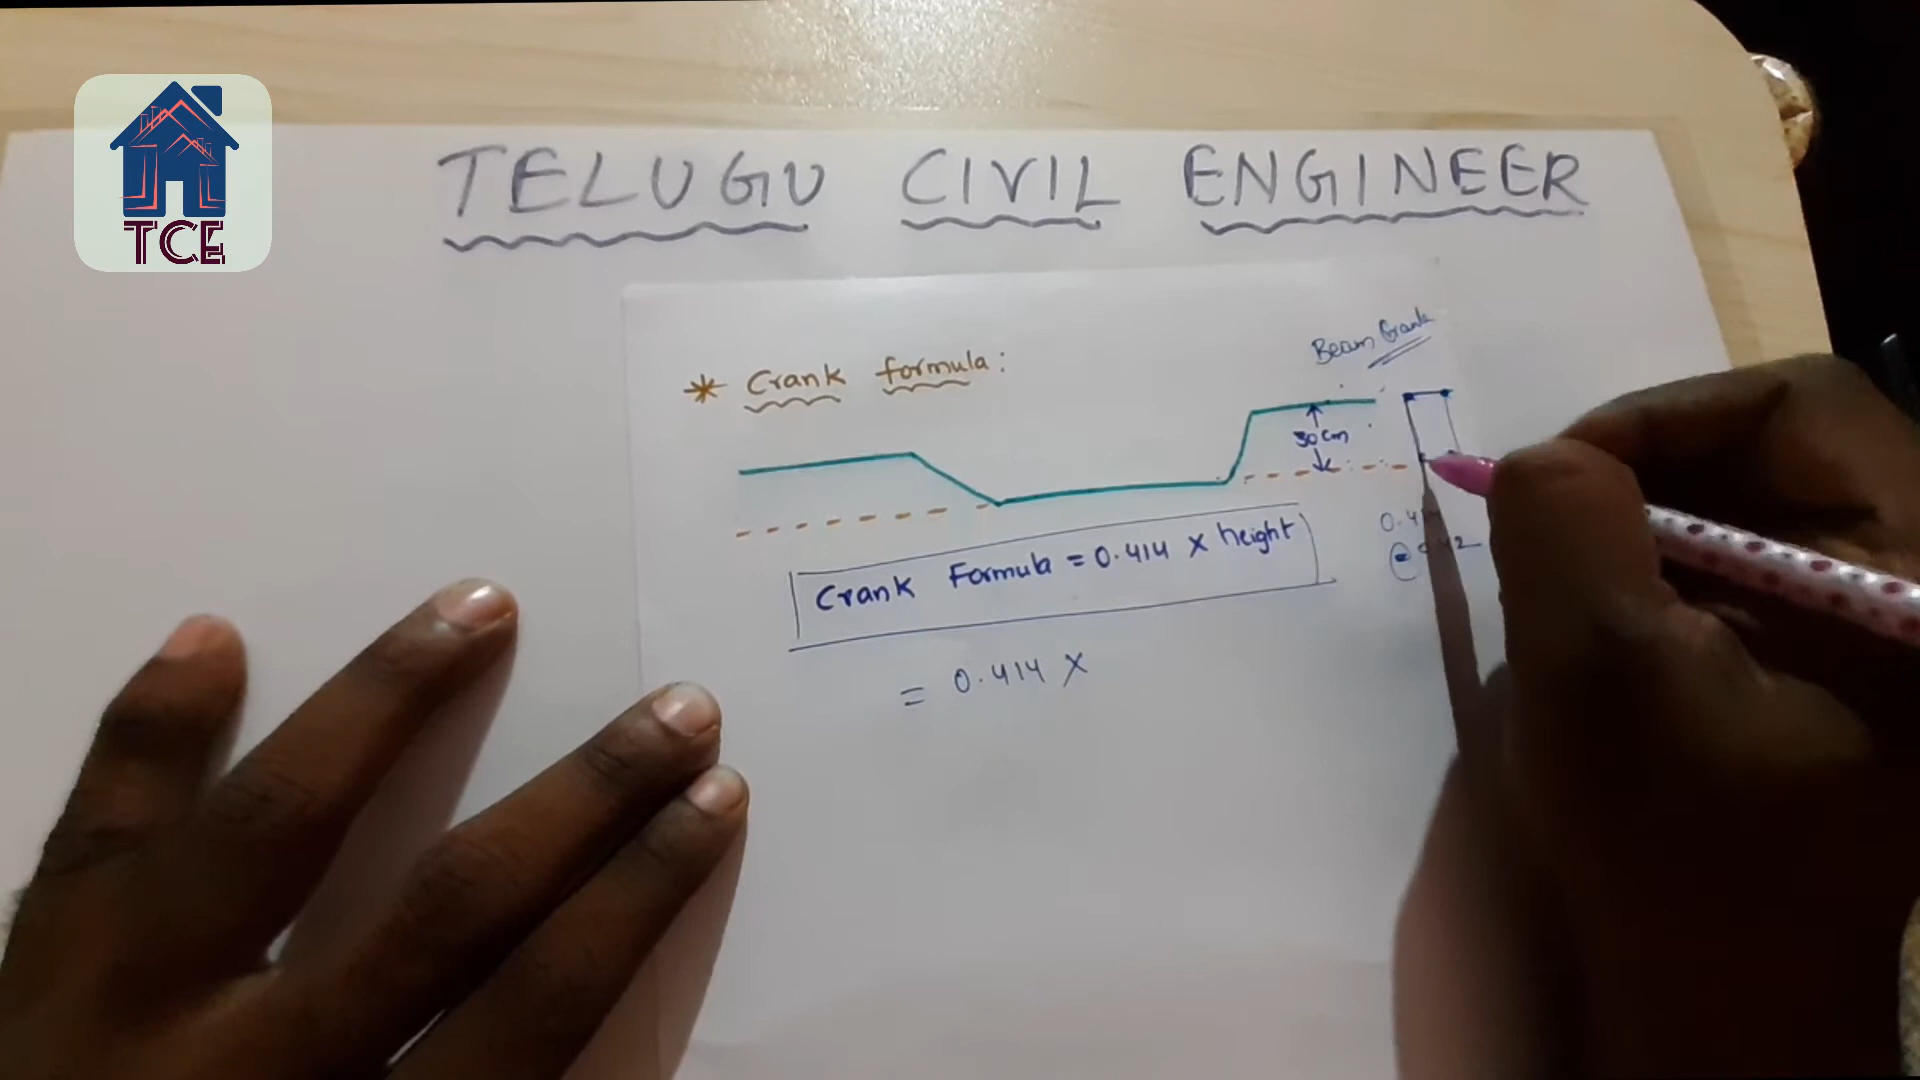 TCE
TELUGU CIVIL ENGINEER
Beam Crank
* Crank formula:
30 cm
Crank Formula = 0.414 X height
= 0.414 X